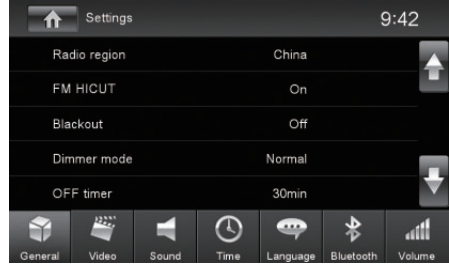 Settings 9:42
Radio region China
FM HICUT On
Blackout Off
Dimmer mode Normal
OFF timer 30min
General Video Sound Time Language Bluetooth Volume